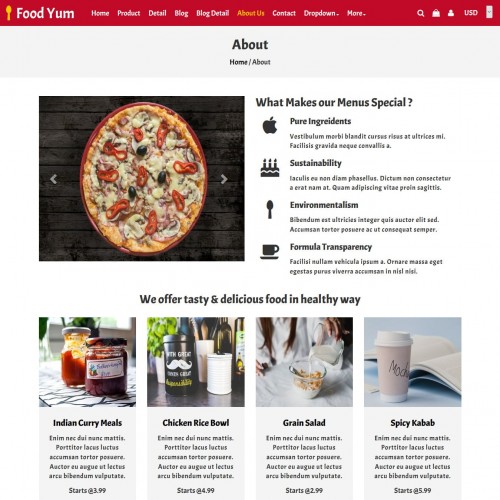 Food Yum
Home Product Detail Blog Blog Detail About Us Contact Dropdown More USD
About
Home / About
What Makes our Menus Special ?
Pure Ingreidents
Vestibulum morbi blandit cursus risus at ultrices mi.
Facilisis gravida neque convallis a.
Sustainability
Iaculis eu non diam phasellus. Dictum non consectetur
a erat nam at. Quam adipiscing vitae proin sagittis.
Environmentalism
Bibendum est ultricies integer quis auctor elit sed.
Accumsan tortor posuere ac ut consequat semper.
Formula Transparency
Facilisi nullam vehicula ipsum a. Ornare massa eget
egestas purus viverra accumsan in nisl nisi.
We offer tasty & delicious food in healthy way
WITH GREAT
COMES GREAT
Responsibility
Indian Curry Meals
Enim nec dui nunc mattis.
Porttitor lacus luctus
accumsan tortor posuere.
Auctor eu augue ut lectus
arcu bibendum vulputate.
Starts @3.99
Chicken Rice Bowl
Enim nec dui nunc mattis.
Porttitor lacus luctus
accumsan tortor posuere.
Auctor eu augue ut lectus
arcu bibendum vulputate.
Starts @4.99
Grain Salad
Enim nec dui nunc mattis.
Porttitor lacus luctus
accumsan tortor posuere.
Auctor eu augue ut lectus
arcu bibendum vulputate.
Starts @2.99
Spicy Kabab
Enim nec dui nunc mattis.
Porttitor lacus luctus
accumsan tortor posuere.
Auctor eu augue ut lectus
arcu bibendum vulputate.
Starts @5.99